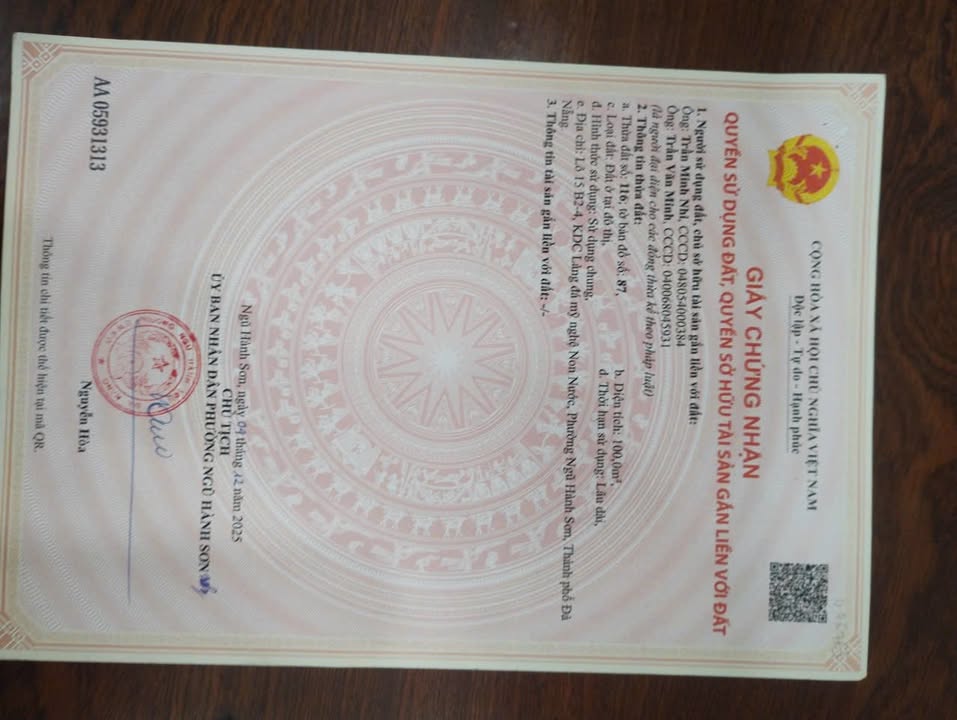 CỘNG HÒA XÃ HỘI CHỦ NGHĨA VIỆT NAM
Độc lập - Tự do - Hạnh phúc
GIẤY CHỨNG NHẬN
QUYỀN SỬ DỤNG ĐẤT, QUYỀN SỞ HỮU TÀI SẢN GẮN LIỀN VỚI ĐẤT
1. Người sử dụng đất, chủ sở hữu tài sản gắn liền với đất:
Ông: Trần Minh Nhỉ, CCCD: 048054000384
Ông: Trần Văn Minh, CCCD: 040068045931
(là người đại diện cho các đồng thừa kế theo pháp luật)
2. Thông tin thửa đất:
a. Thửa đất số: 116, tờ bản đồ số: 87, b. Diện tích: 100,0m²,
c. Loại đất: Đất ở tại đô thị, d. Thời hạn sử dụng: Lâu dài,
đ. Hình thức sử dụng: Sử dụng chung,
e. Địa chỉ: Lô 15 B2-4, KDC Làng đá mỹ nghệ Non Nước, Phường Ngũ Hành Sơn, Thành phố Đà
Nẵng
3. Thông tin tài sản gắn liền với đất: -/-
Ngũ Hành Sơn, ngày 04 tháng 12 năm 2025
ỦY BAN NHÂN DÂN PHƯỜNG NGŨ HÀNH SƠN
CHỦ TỊCH
Nguyễn Hòa
AA 05931313
Thông tin chi tiết được thể hiện tại mã QR.